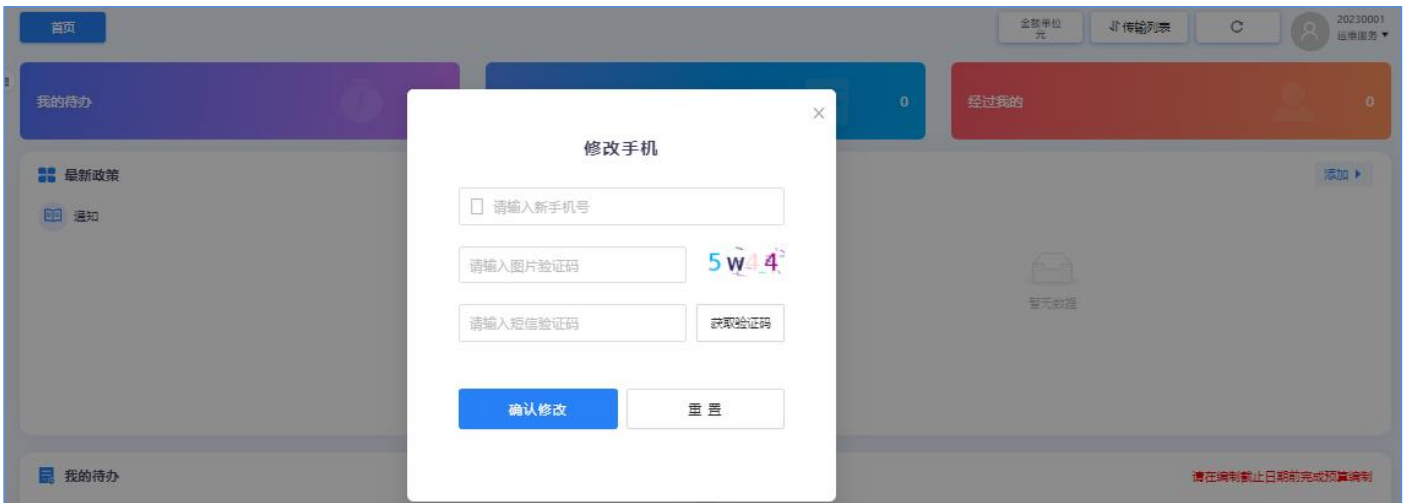 首页
金额单位
元
传输列表
20230001
运维服务
我的待办
0
经过我的
0
修改手机
最新政策
添加
请输入新手机号
通知
请输入图片验证码
5w44
请输入短信验证码
获取验证码
暂无数据
确认修改
重置
我的待办
请在编制截止日期前完成预算编制